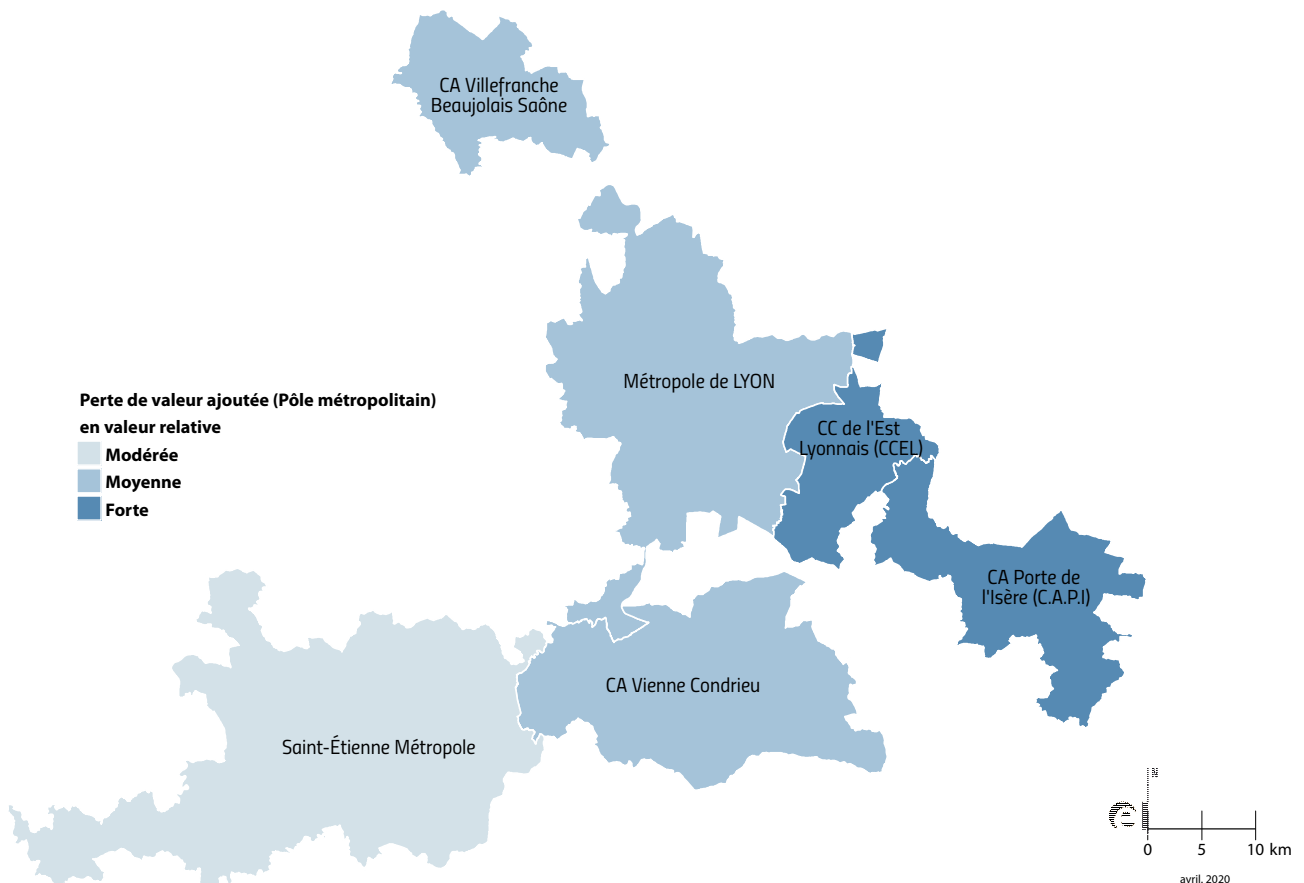 CA Villefranche
Beaujolais Saône
Métropole de LYON
Perte de valeur ajoutée (Pôle métropolitain)
en valeur relative
Modérée
Moyenne
Forte
CC de l'Est
Lyonnais (CCEL)
CA Porte de
l'Isère (C.A.P.I)
CA Vienne Condrieu
Saint-Étienne Métropole
N
0 5 10 km
avril, 2020